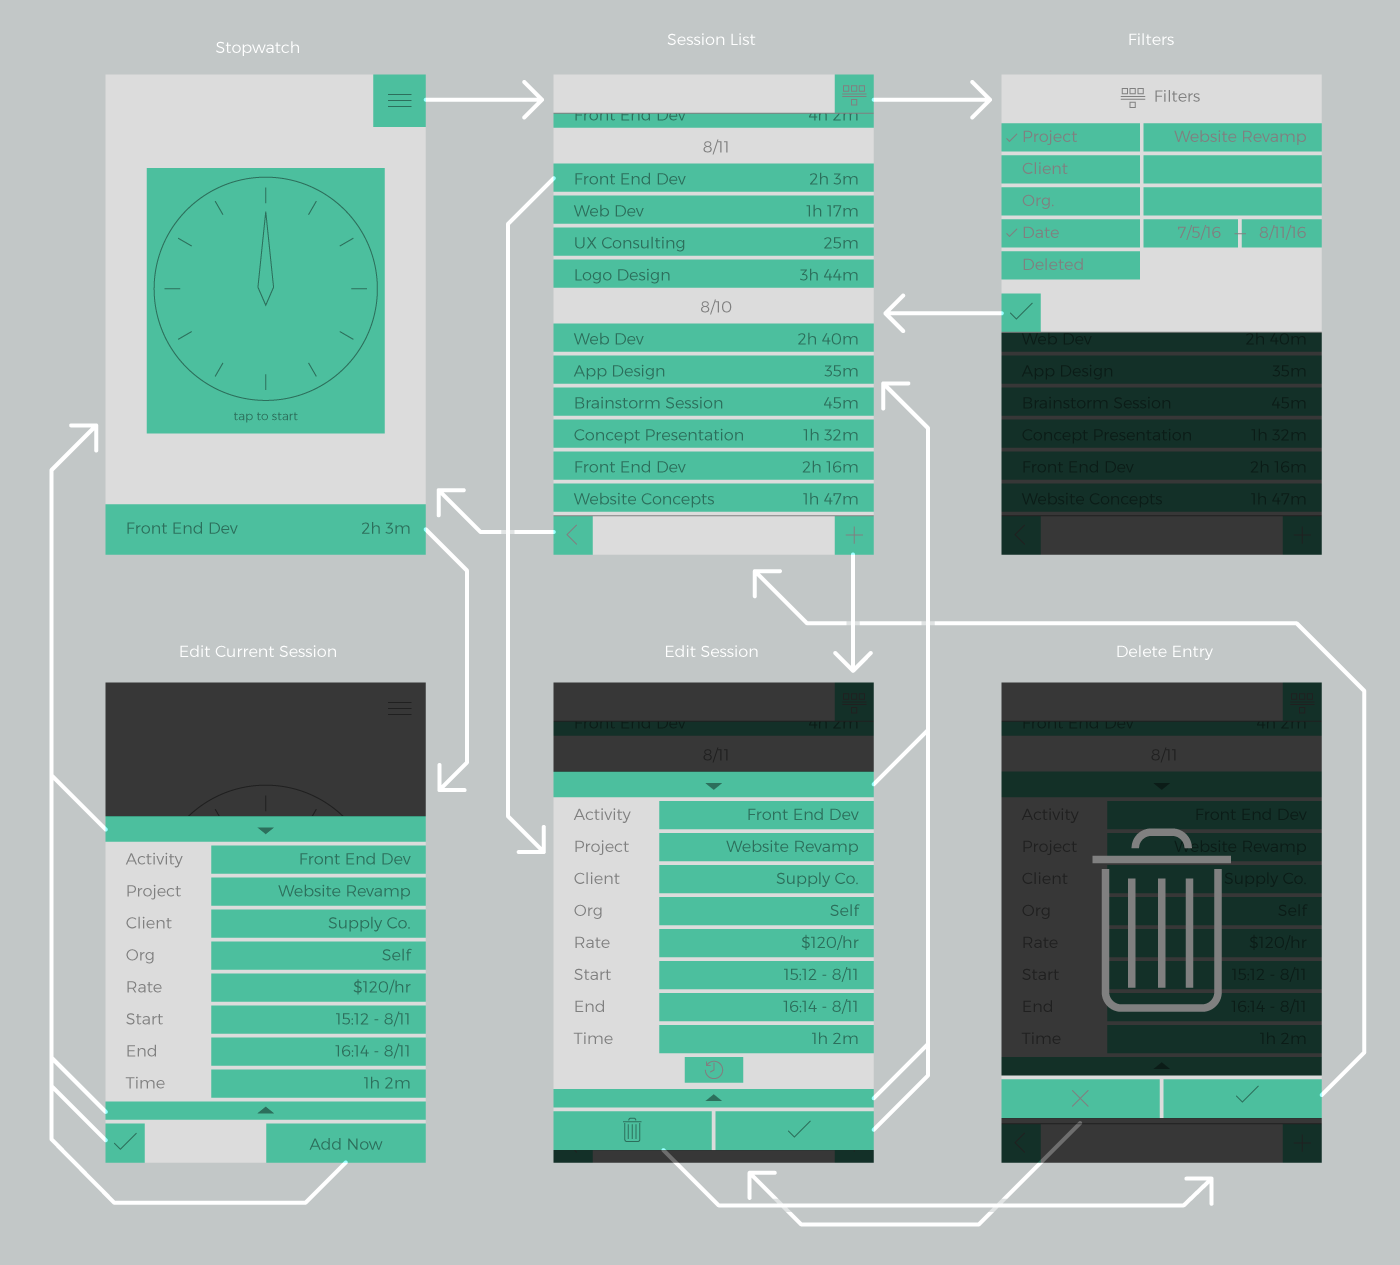 Stopwatch
tap to start
Front End Dev 2h 3m
Session List
Front End Dev 4h 2m
8/11
Front End Dev 2h 3m
Web Dev 1h 17m
UX Consulting 25m
Logo Design 3h 44m
8/10
Web Dev 2h 40m
App Design 35m
Brainstorm Session 45m
Concept Presentation 1h 32m
Front End Dev 2h 16m
Website Concepts 1h 47m
Filters
Filters
Project Website Revamp
Client
Org.
Date 7/5/16 – 8/11/16
Deleted
Web Dev 2h 40m
App Design 35m
Brainstorm Session 45m
Concept Presentation 1h 32m
Front End Dev 2h 16m
Website Concepts 1h 47m
Edit Current Session
Activity Front End Dev
Project Website Revamp
Client Supply Co.
Org Self
Rate $120/hr
Start 15:12 - 8/11
End 16:14 - 8/11
Time 1h 2m
Add Now
Edit Session
Front End Dev 4h 2m
8/11
Activity Front End Dev
Project Website Revamp
Client Supply Co.
Org Self
Rate $120/hr
Start 15:12 - 8/11
End 16:14 - 8/11
Time 1h 2m
Delete Entry
Front End Dev 4h 2m
8/11
Activity Front End Dev
Project Website Revamp
Client Supply Co.
Org Self
Rate $120/hr
Start 15:12 - 8/11
End 16:14 - 8/11
Time 1h 2m